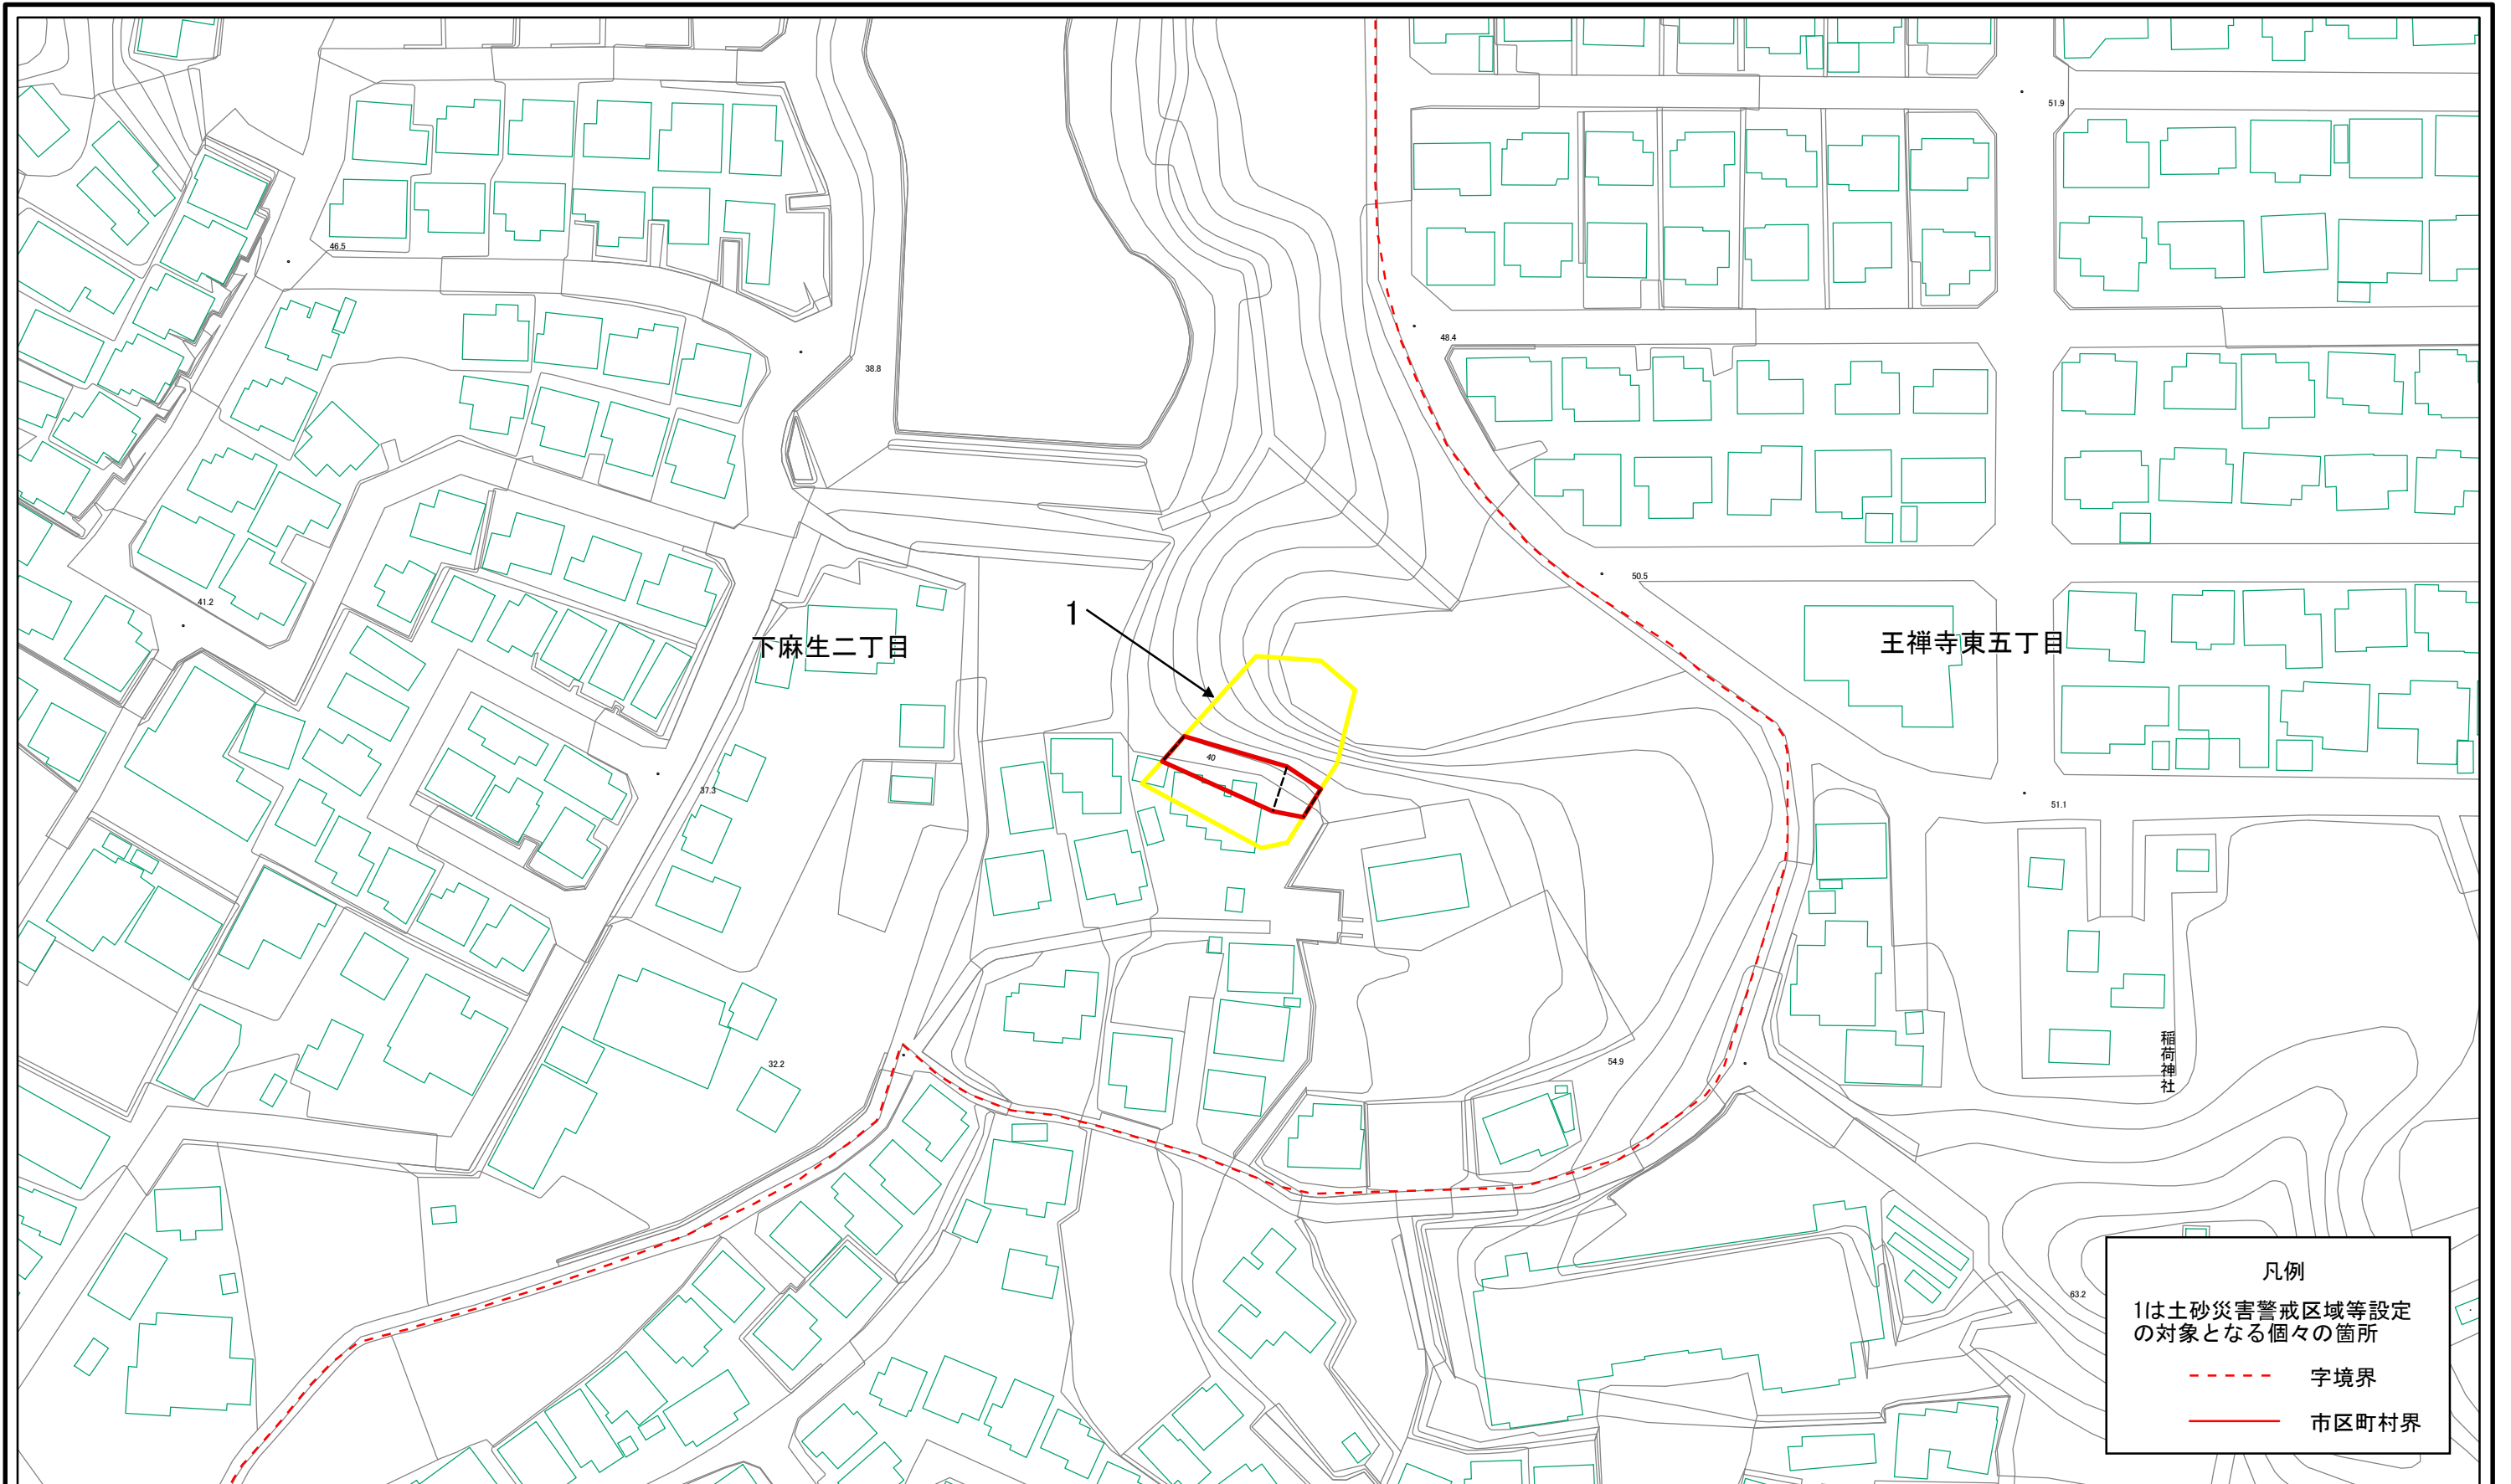 51.9
46.5
48.4
38.8
50.5
41.2
1
下麻生二丁目
王禅寺東五丁目
40
37.3
51.1
稲荷神社
54.9
32.2
63.2
凡例
1は土砂災害警戒区域等設定
の対象となる個々の箇所
字境界
市区町村界